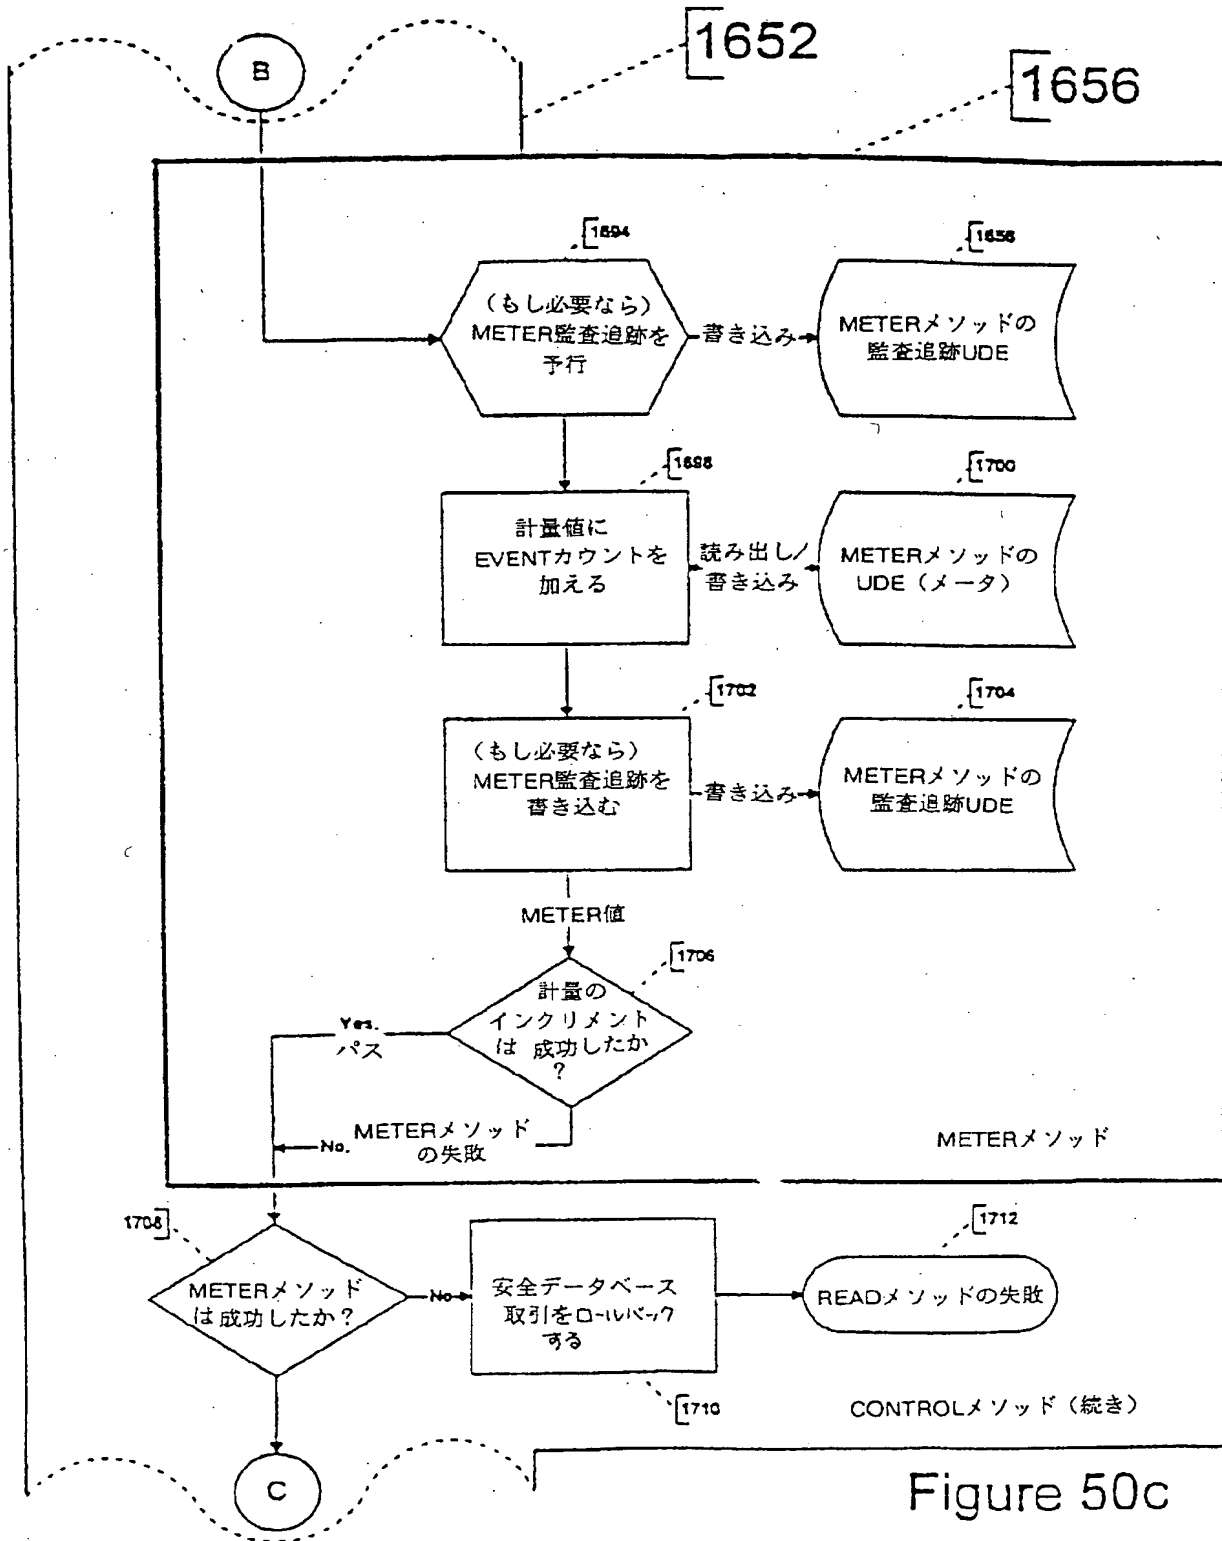 1652
1656
B
1694
(もし必要なら)
METER監査追跡を
予行
書き込み
1696
METERメソッドの
監査追跡UDE
1698
計量値に
EVENTカウントを
加える
読み出し/
書き込み
1700
METERメソッドの
UDE(メータ)
1702
(もし必要なら)
METER監査追跡を
書き込む
書き込み
1704
METERメソッドの
監査追跡UDE
METER値
1706
計量の
インクリメント
は 成功したか
?
Yes.
パス
No.
METERメソッド
の失敗
METERメソッド
1708
METERメソッド
は成功したか?
No
安全データベース
取引をロールバック
する
1710
1712
READメソッドの失敗
CONTROLメソッド(続き)
C
Figure 50c